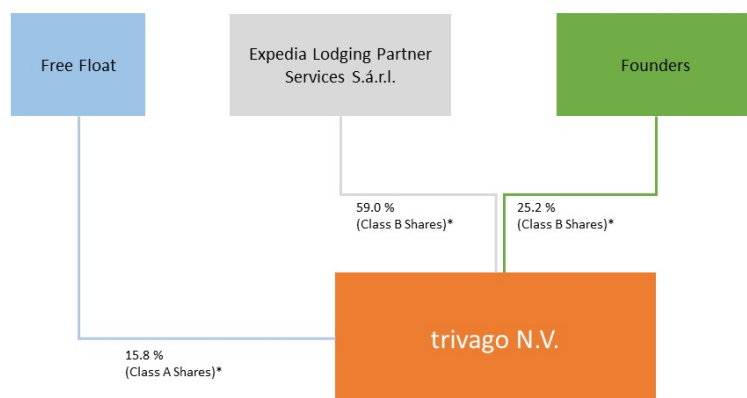 Free Float
Expedia Lodging Partner
Services S.á.r.l.
Founders
59.0 %
(Class B Shares)*
25.2 %
(Class B Shares)*
trivago N.V.
15.8 %
(Class A Shares)*